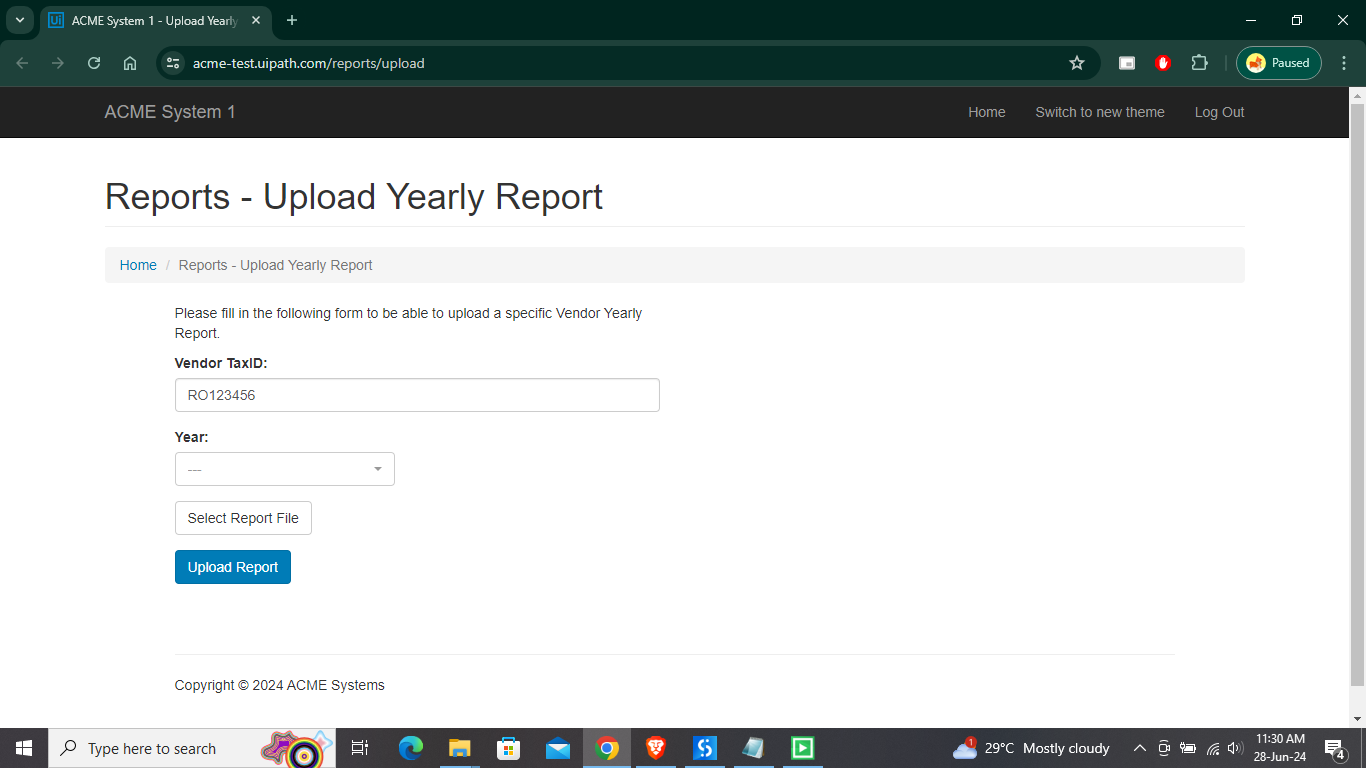 ACME System 1 - Upload Yearly
acme-test.uipath.com/reports/upload
Paused
ACME System 1
Home
Switch to new theme
Log Out
Reports - Upload Yearly Report
Home / Reports - Upload Yearly Report
Please fill in the following form to be able to upload a specific Vendor Yearly
Report.
Vendor TaxID:
RO123456
Year:
---
Select Report File
Upload Report
Copyright © 2024 ACME Systems
Type here to search
1
29°C Mostly cloudy
11:30 AM
28-Jun-24
4